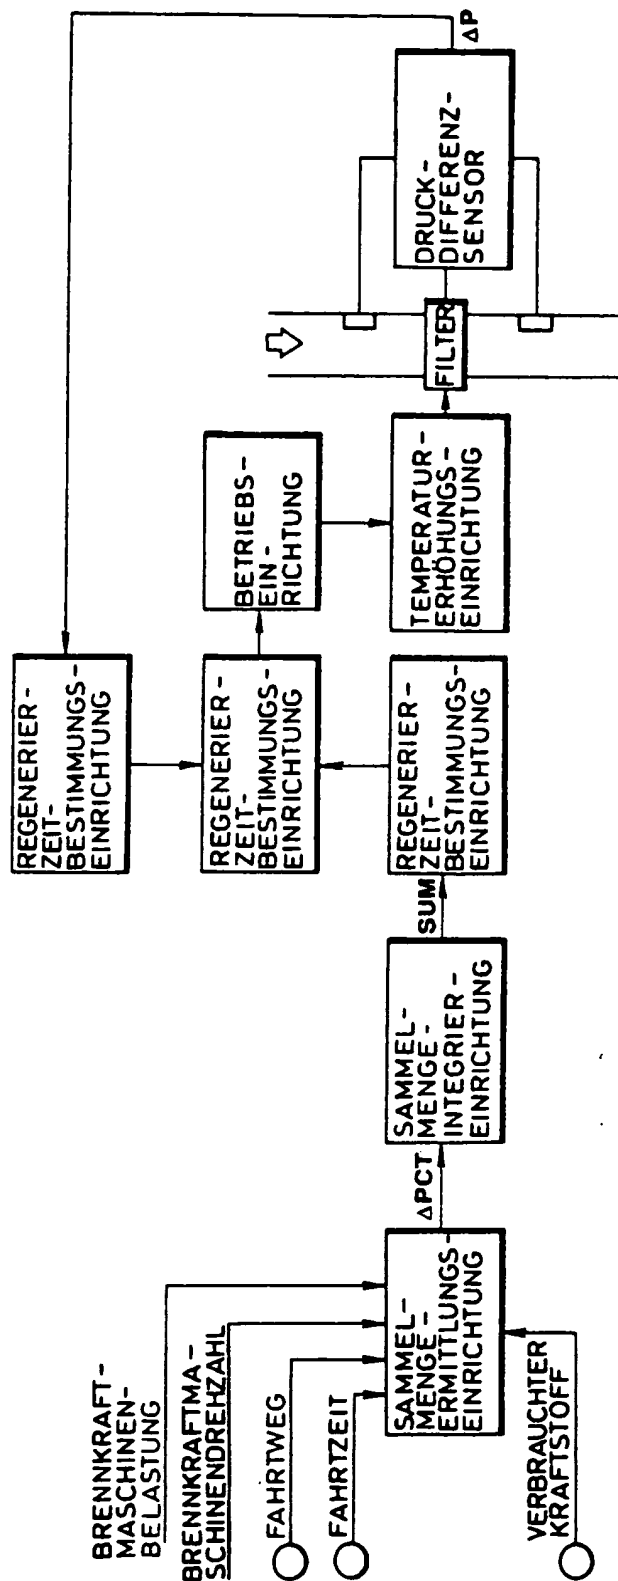 BRENNKRAFT-
MASCHINEN-
BELASTUNG
BRENNKRAFTMA-
SCHINENDREHZAHL
FAHRTWEG
FAHRTZEIT
VERBRAUCHTER
KRAFTSTOFF
SAMMEL-
MENGE-
ERMITTLUNGS-
EINRICHTUNG
ΔPCT
SAMMEL-
MENGE-
INTEGRIER-
EINRICHTUNG
SUM
REGENERIER-
ZEIT-
BESTIMMUNGS-
EINRICHTUNG
REGENERIER-
ZEIT-
BESTIMMUNGS-
EINRICHTUNG
REGENERIER-
ZEIT-
BESTIMMUNGS-
EINRICHTUNG
BETRIEBS-
EIN-
RICHTUNG
TEMPERATUR-
ERHÖHUNGS-
EINRICHTUNG
FILTER
DRUCK-
DIFFERENZ-
SENSOR
ΔP